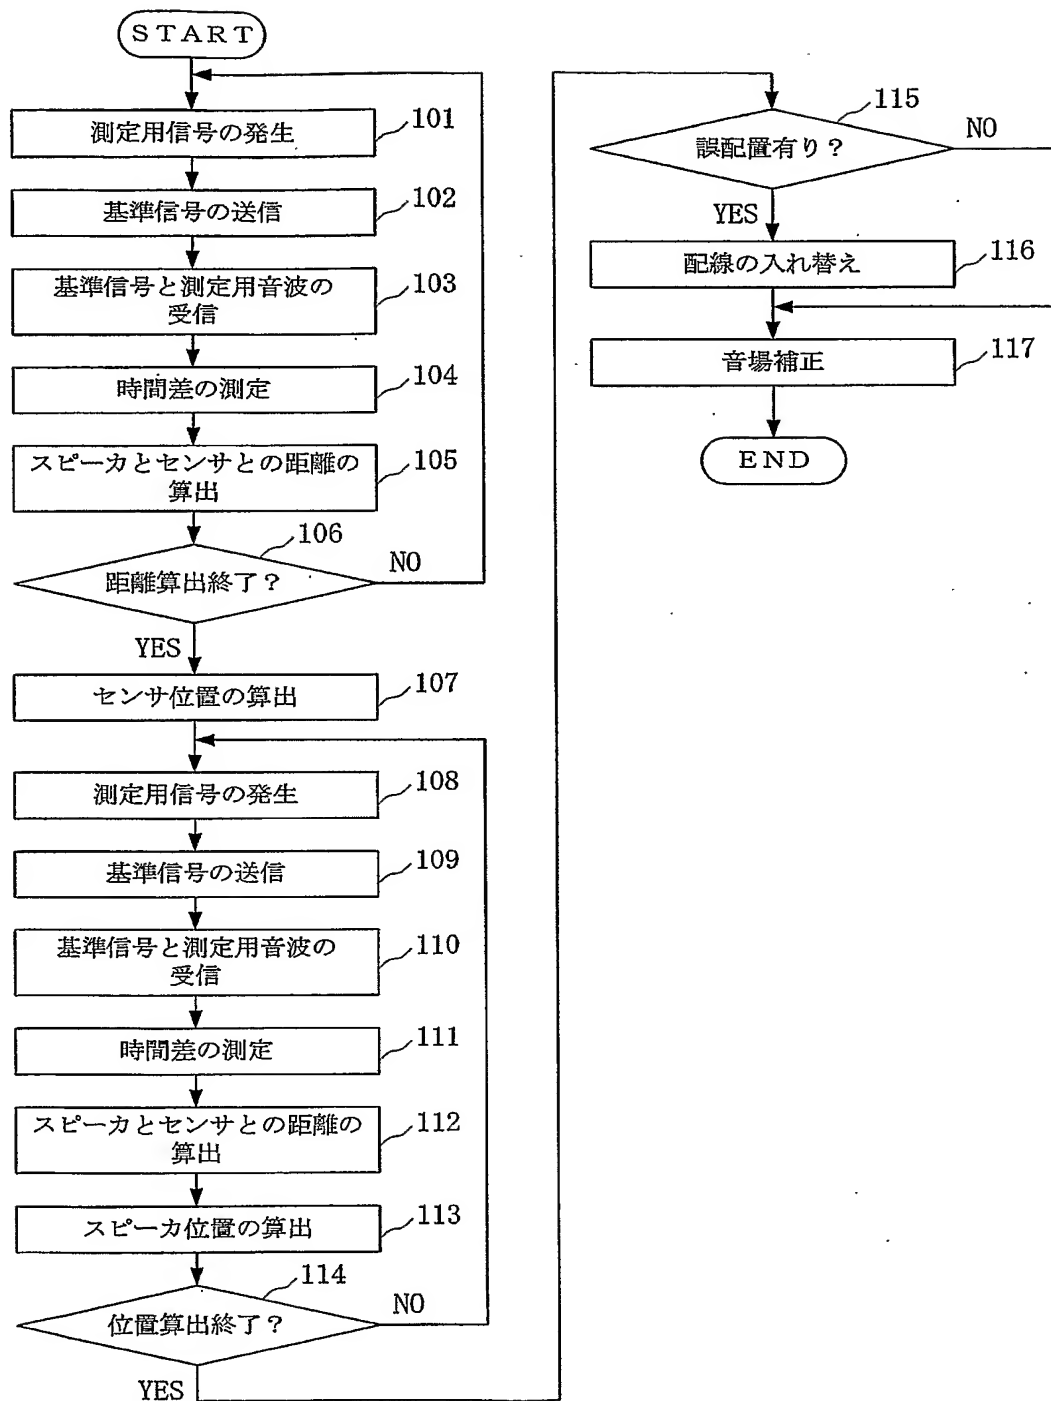 START
測定用信号の発生
101
基準信号の送信
102
基準信号と測定用音波の
受信
103
時間差の測定
104
スピーカとセンサとの距離の
算出
105
106
距離算出終了？
NO
YES
センサ位置の算出
107
測定用信号の発生
108
基準信号の送信
109
基準信号と測定用音波の
受信
110
時間差の測定
111
スピーカとセンサとの距離の
算出
112
スピーカ位置の算出
113
114
位置算出終了？
NO
YES
115
誤配置有り？
NO
YES
配線の入れ替え
116
音場補正
117
END